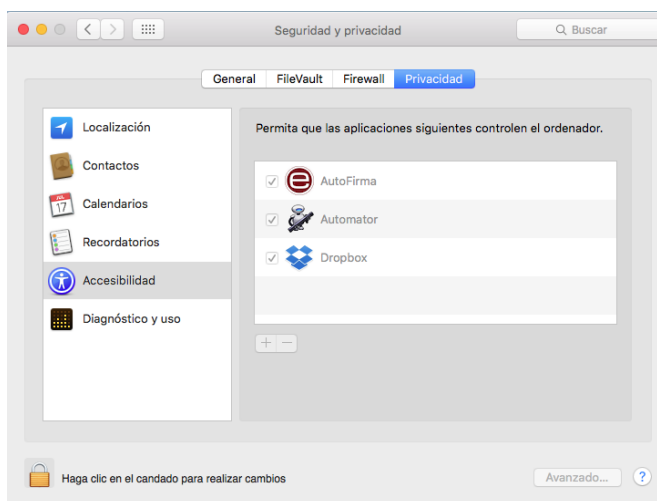 Seguridad y privacidad
Buscar
General FileVault Firewall Privacidad
Localización
Contactos
JUL
17
Calendarios
Recordatorios
Accesibilidad
Diagnóstico y uso
Permita que las aplicaciones siguientes controlen el ordenador.
AutoFirma
Automator
Dropbox
+ −
Haga clic en el candado para realizar cambios
Avanzado... ?